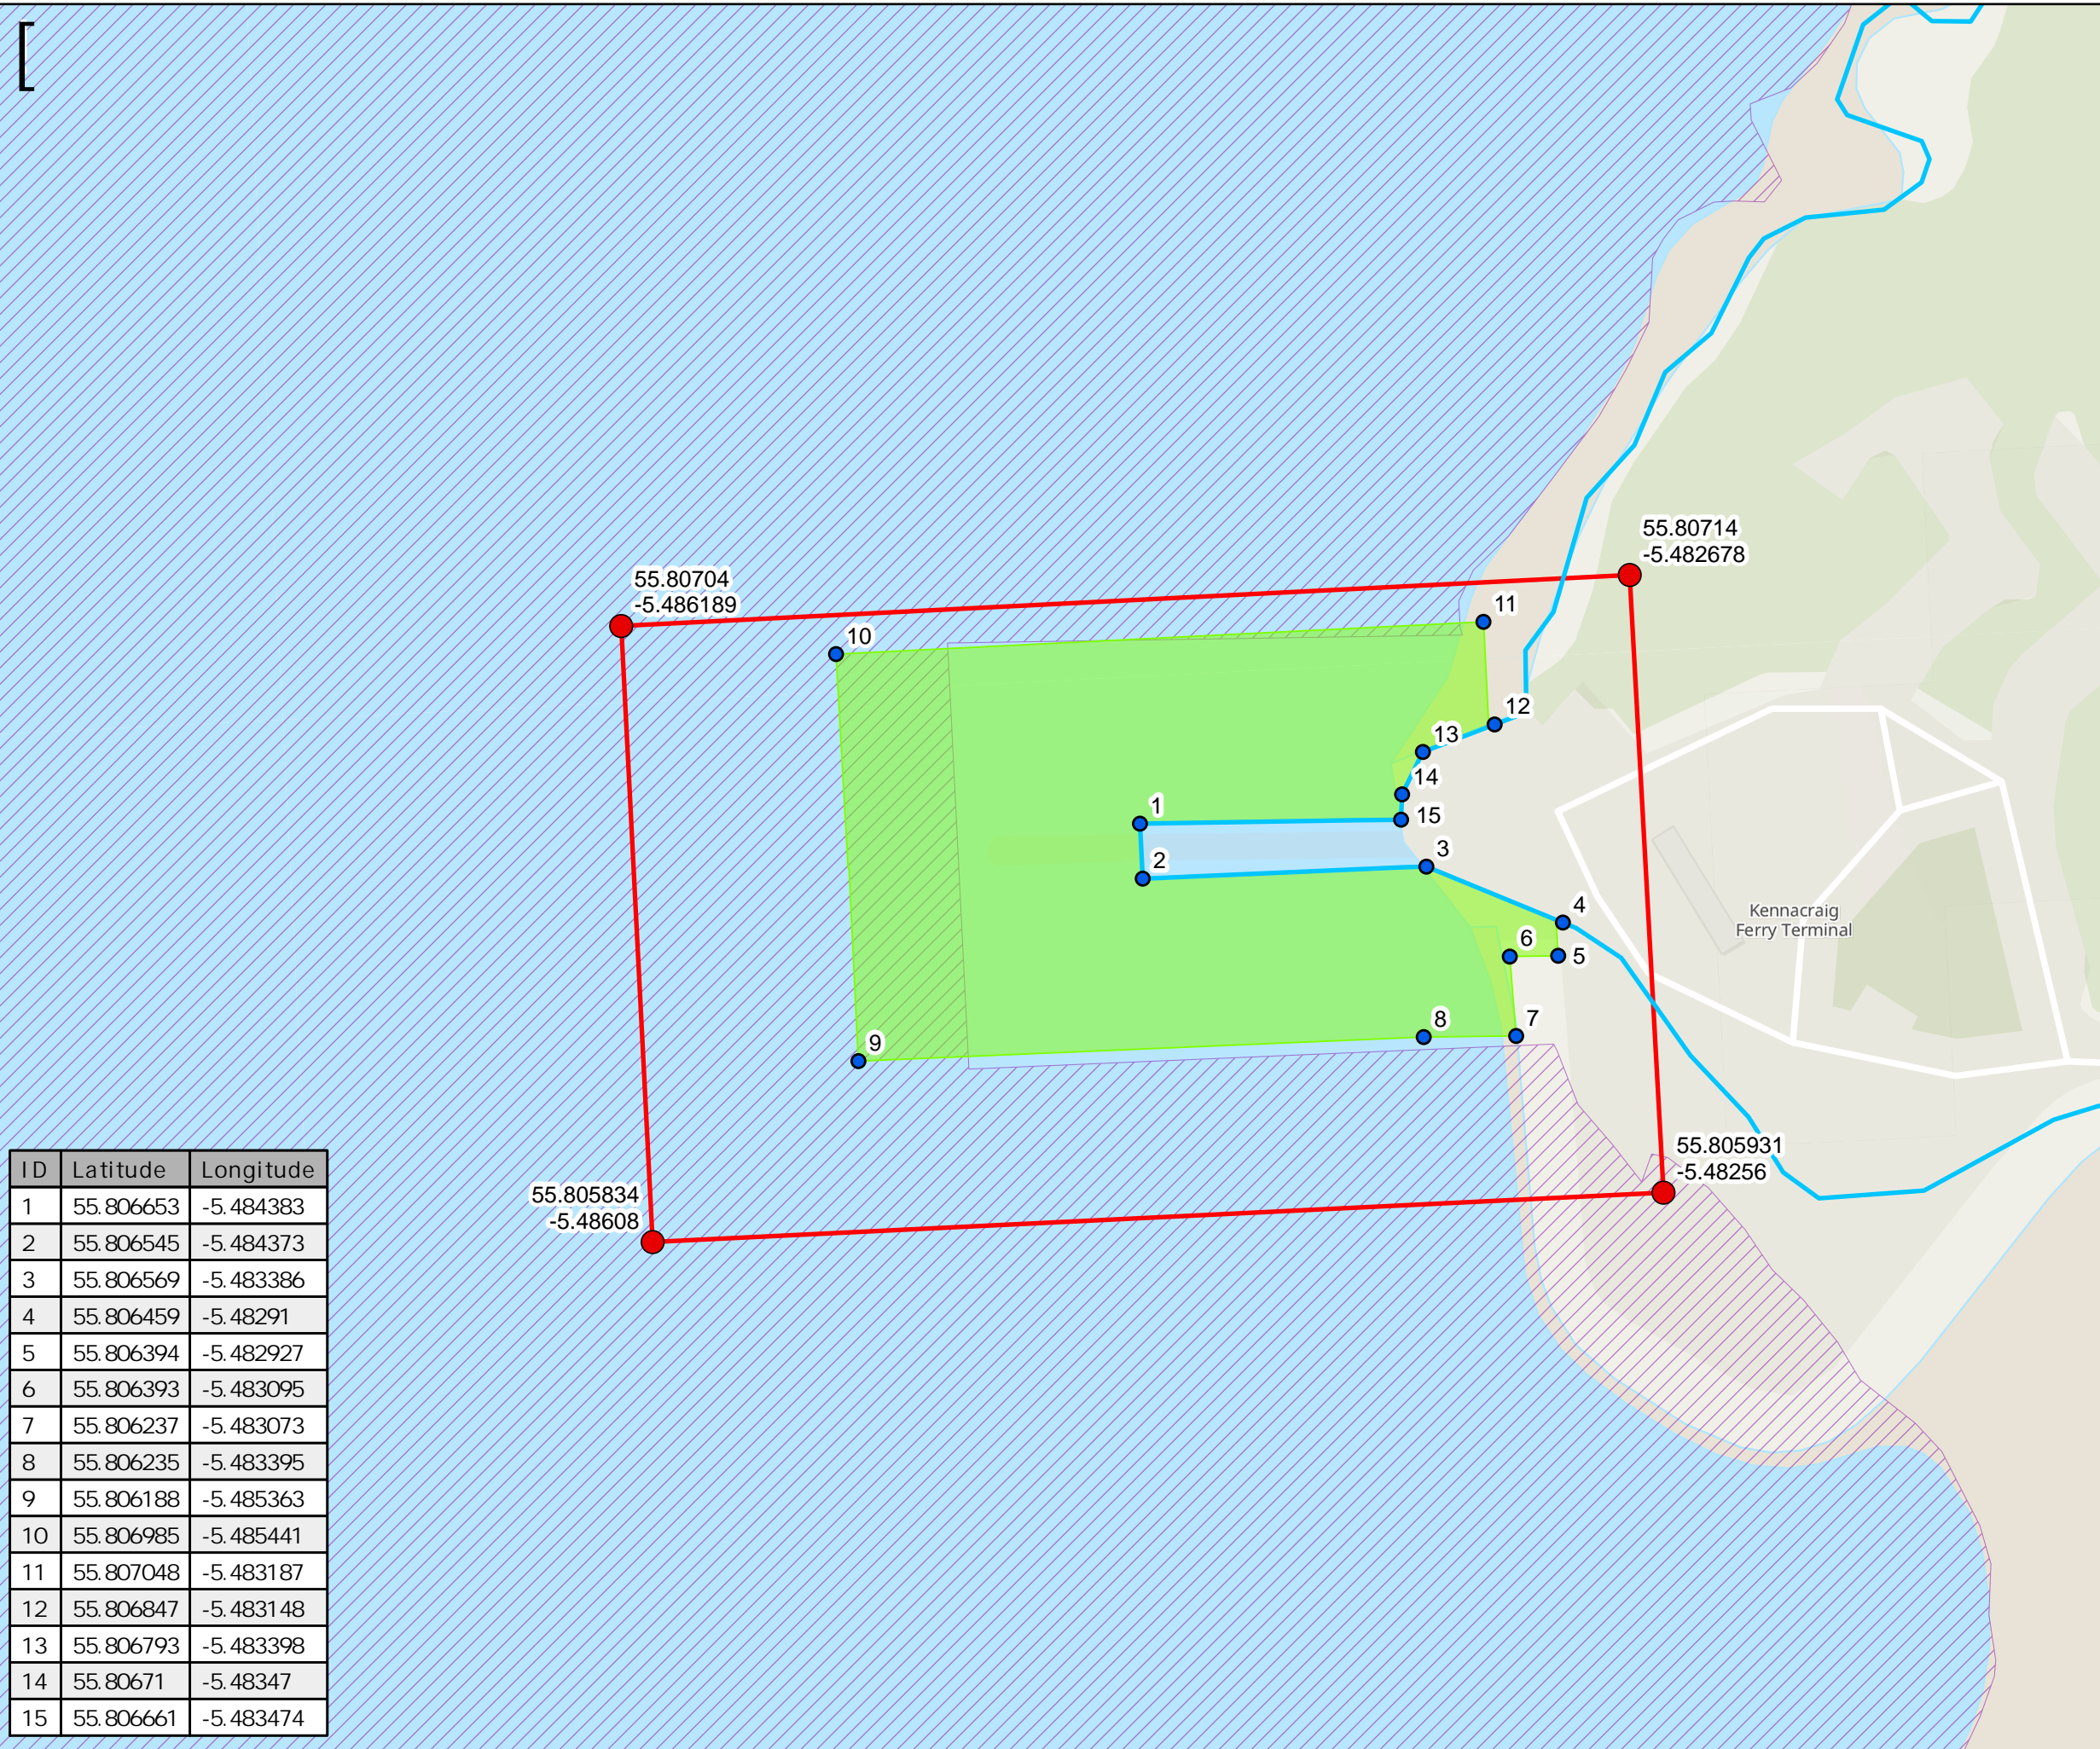 [
55.80714
-5.482678
55.80704
-5.486189
11
10
12
13
14
1
15
3
2
4
Kennacraig
Ferry Terminal
6
5
8
7
9
55.805931
-5.48256
55.805834
-5.48608
ID Latitude Longitude
1 55.806653 -5.484383
2 55.806545 -5.484373
3 55.806569 -5.483386
4 55.806459 -5.48291
5 55.806394 -5.482927
6 55.806393 -5.483095
7 55.806237 -5.483073
8 55.806235 -5.483395
9 55.806188 -5.485363
10 55.806985 -5.485441
11 55.807048 -5.483187
12 55.806847 -5.483148
13 55.806793 -5.483398
14 55.80671 -5.48347
15 55.806661 -5.483474